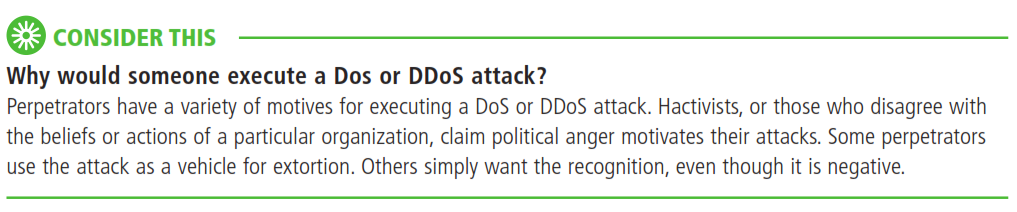 CONSIDER THIS
Why would someone execute a Dos or DDoS attack?
Perpetrators have a variety of motives for executing a DoS or DDoS attack. Hactivists, or those who disagree with
the beliefs or actions of a particular organization, claim political anger motivates their attacks. Some perpetrators
use the attack as a vehicle for extortion. Others simply want the recognition, even though it is negative.